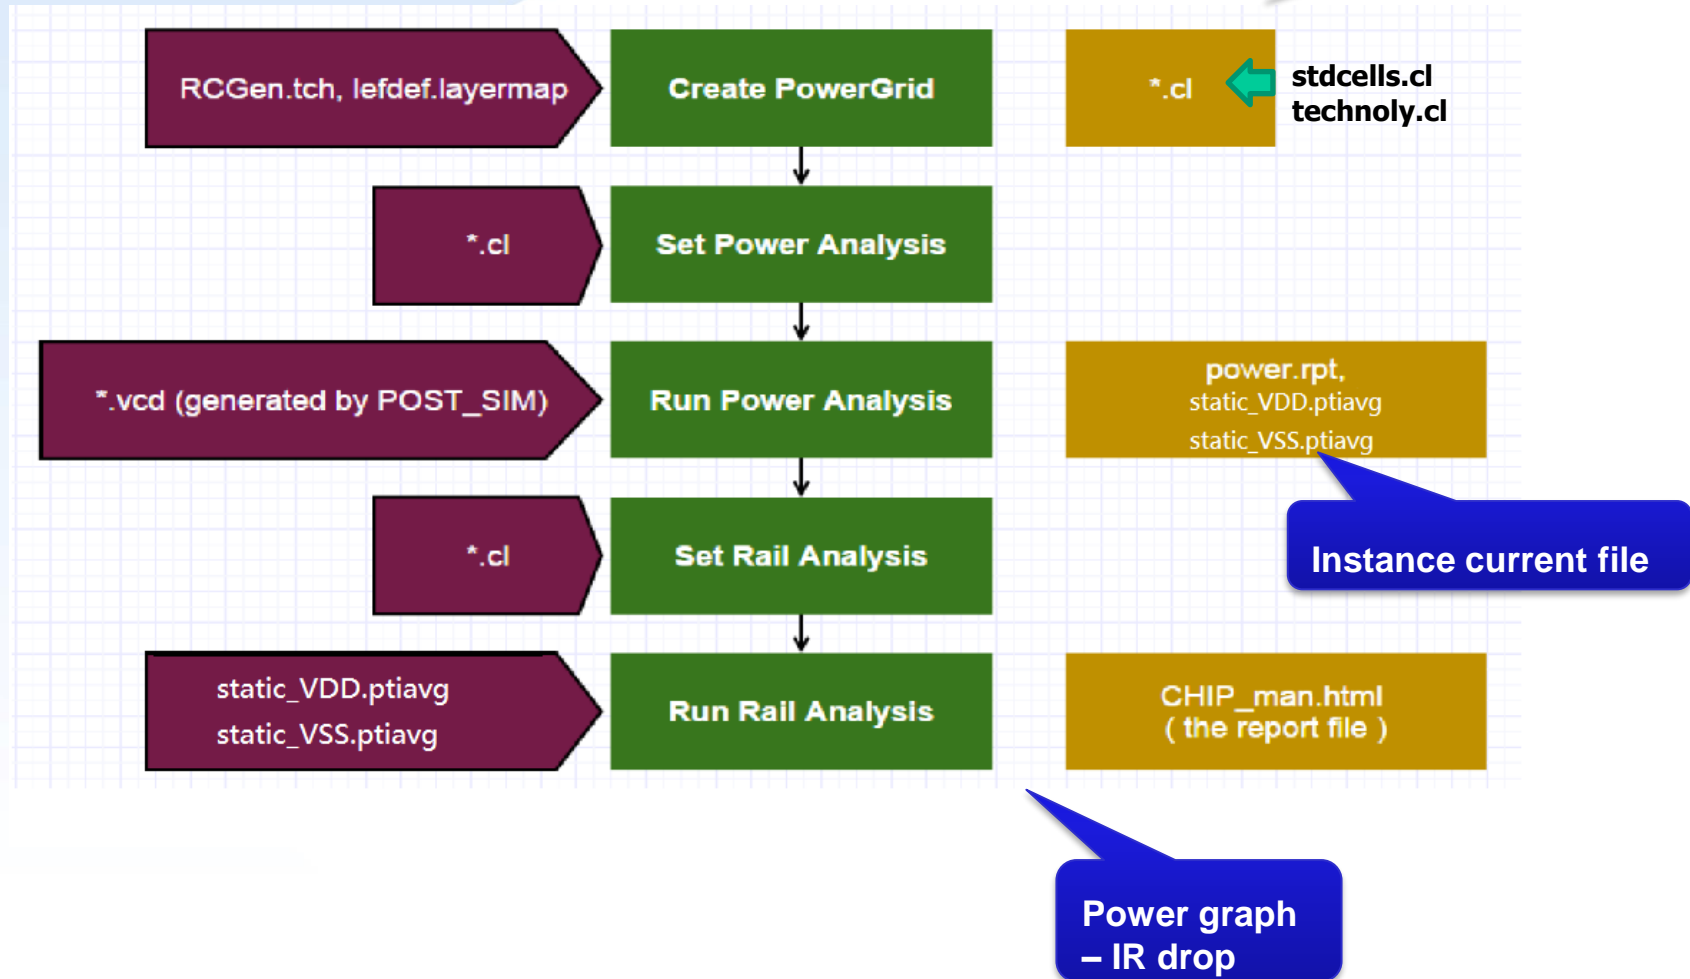 RCGen.tch, lefdef.layermap
Create PowerGrid
*.cl
stdcells.cl
technoly.cl
*.cl
Set Power Analysis
*.vcd (generated by POST_SIM)
Run Power Analysis
power.rpt,
static_VDD.ptiavg
static_VSS.ptiavg
Instance current file
*.cl
Set Rail Analysis
static_VDD.ptiavg
static_VSS.ptiavg
Run Rail Analysis
CHIP_man.html
( the report file )
Power graph
– IR drop